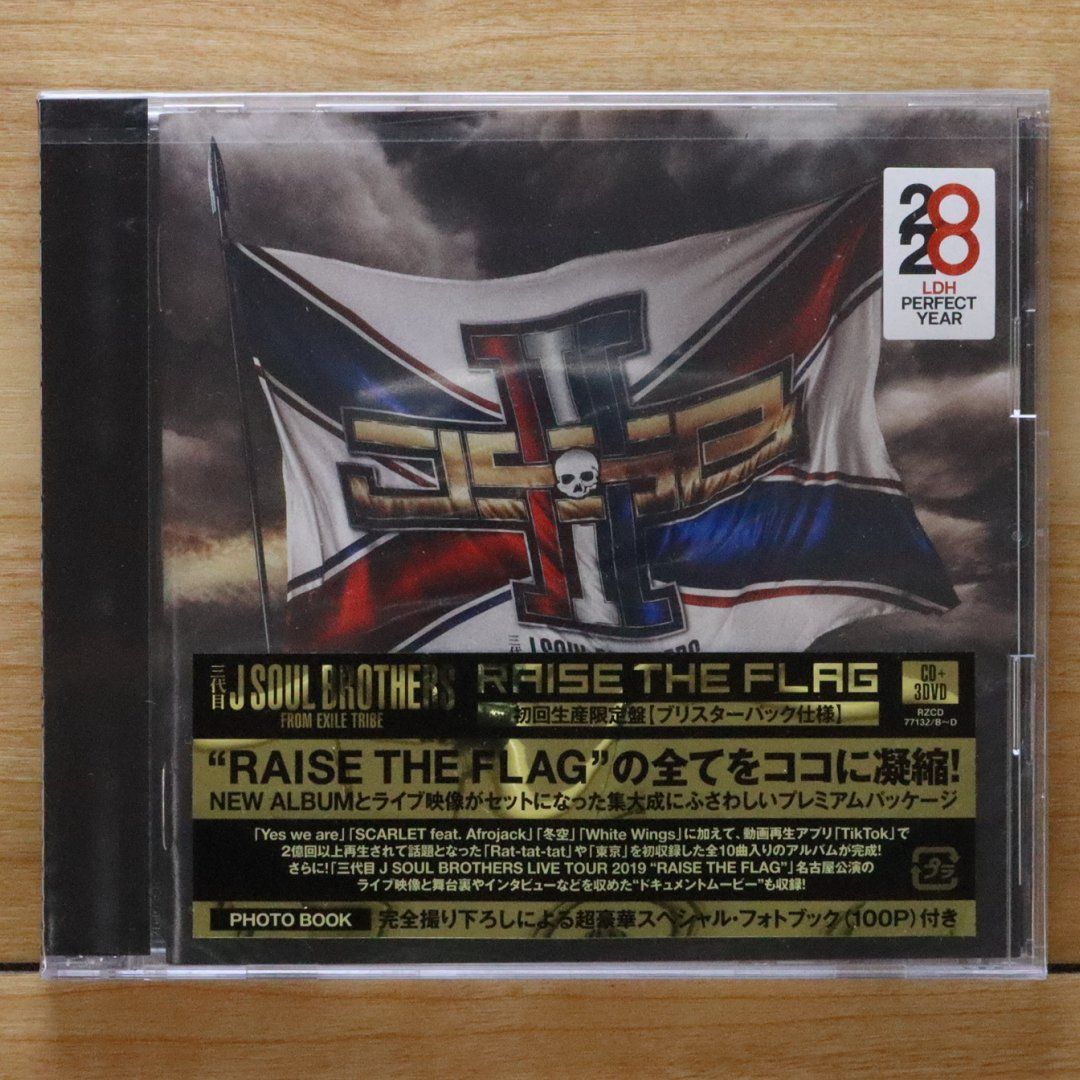 2020
LDH
PERFECT
YEAR
三代目
J SOUL BROTHERS
三代目 J SOUL BROTHERS
FROM EXILE TRIBE
RAISE THE FLAG
初回生産限定盤【ブリスターパック仕様】
CD+
3DVD
RZCD
77132/B~D
“RAISE THE FLAG”の全てをココに凝縮!
NEW ALBUMとライブ映像がセットになった集大成にふさわしいプレミアムパッケージ
「Yes we are」「SCARLET feat. Afrojack」「冬空」「White Wings」に加えて、動画再生アプリ「TikTok」で
2億回以上再生されて話題となった「Rat-tat-tat」や「東京」を初収録した全10曲入りのアルバムが完成!
さらに!「三代目 J SOUL BROTHERS LIVE TOUR 2019 “RAISE THE FLAG”」名古屋公演の
ライブ映像と舞台裏やインタビューなどを収めた“ドキュメントムービー”も収録!
プラ
PHOTO BOOK 完全撮り下ろしによる超豪華スペシャル・フォトブック(100P)付き